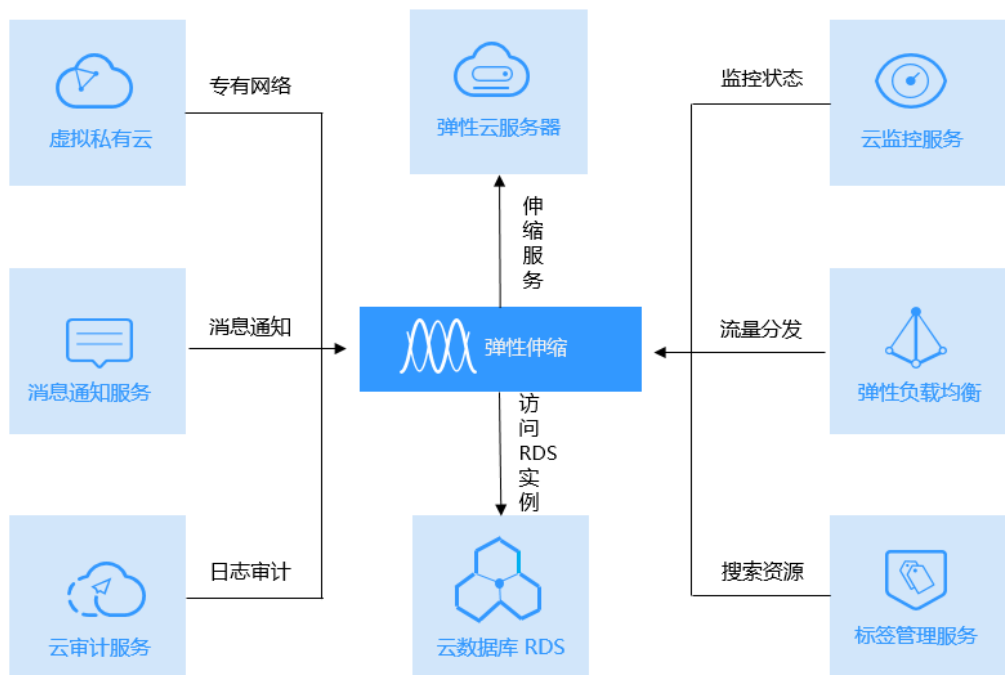 专有网络
虚拟私有云
弹性云服务器
监控状态
云监控服务
伸
缩
服
务
消息通知
消息通知服务
弹性伸缩
流量分发
弹性负载均衡
访
问
RDS
实
例
日志审计
云审计服务
云数据库 RDS
搜索资源
标签管理服务